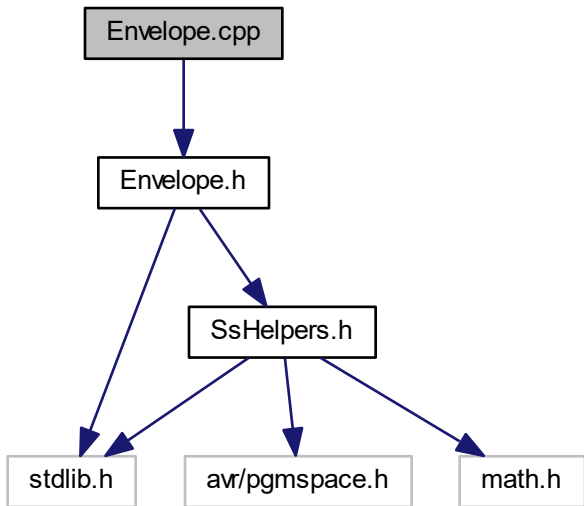 Envelope.cpp
Envelope.h
SsHelpers.h
stdlib.h
avr/pgmspace.h
math.h